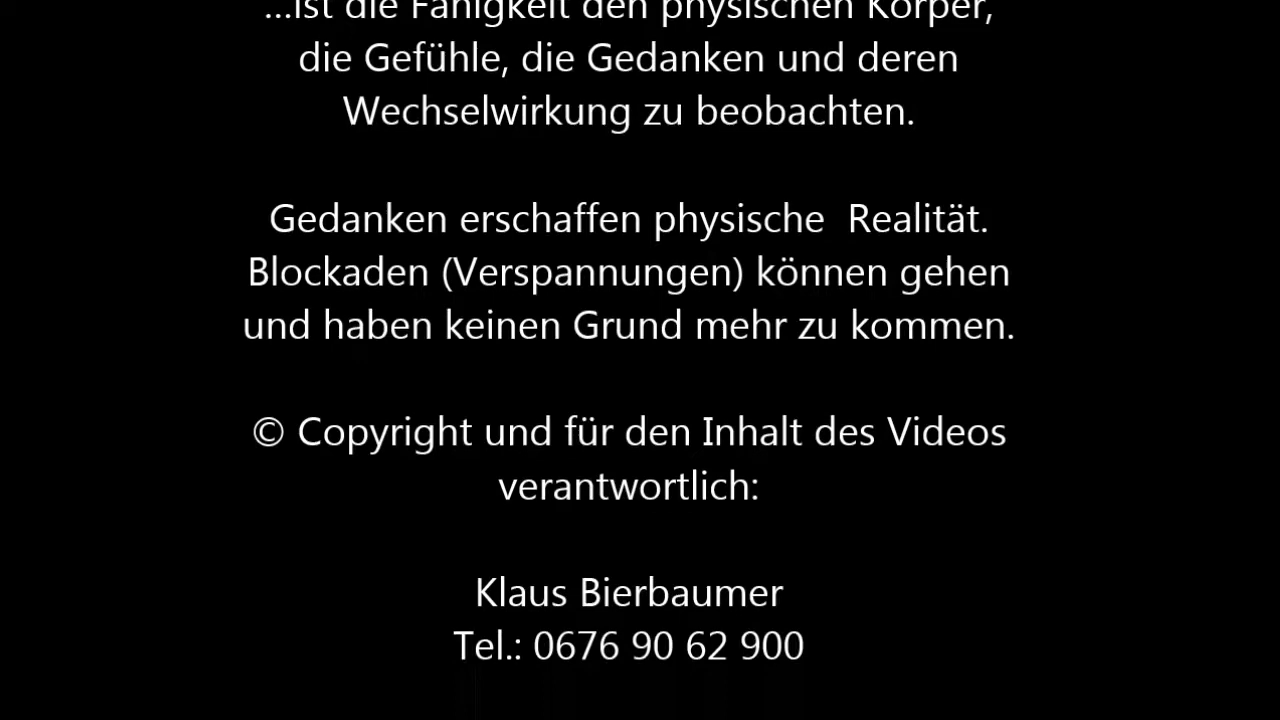 ...ist die Fähigkeit den physischen Körper,
die Gefühle, die Gedanken und deren
Wechselwirkung zu beobachten.
Gedanken erschaffen physische  Realität.
Blockaden (Verspannungen) können gehen
und haben keinen Grund mehr zu kommen.
© Copyright und für den Inhalt des Videos
verantwortlich:
Klaus Bierbaumer
Tel.: 0676 90 62 900